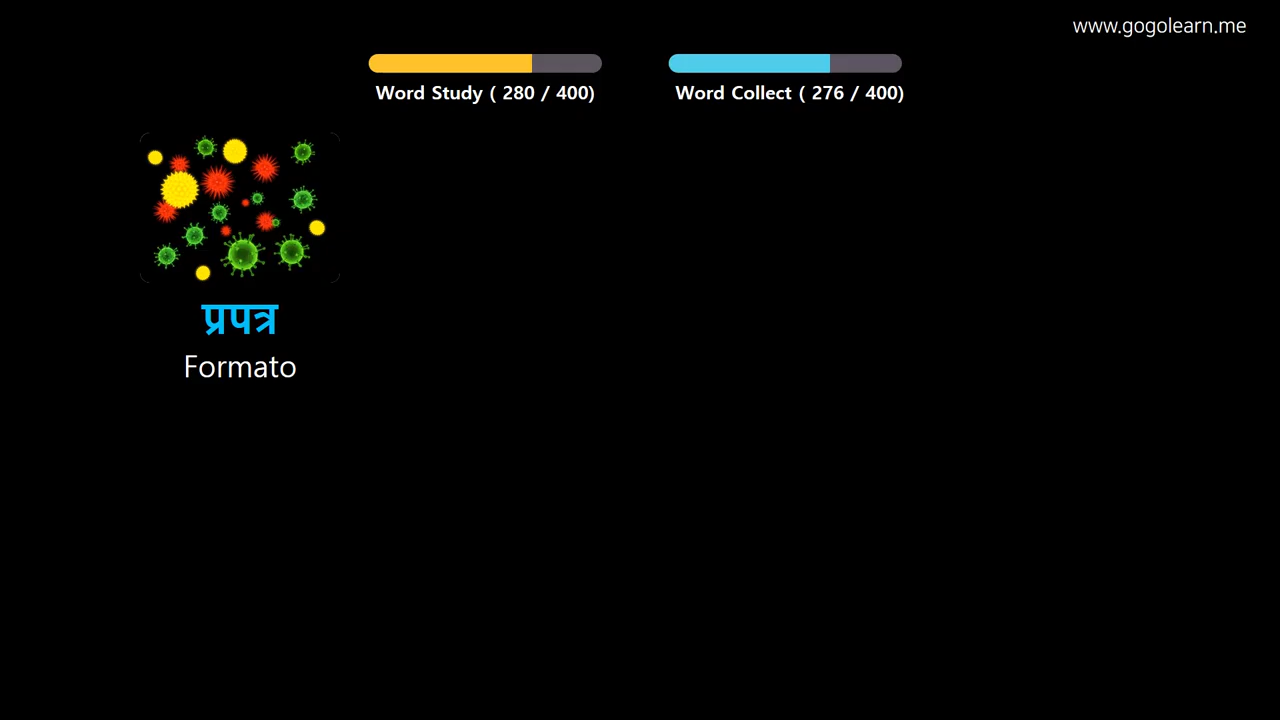 www.gogolearn.me
Word Study ( 280 / 400)
Word Collect ( 276 / 400)
प्रपत्र
Formato